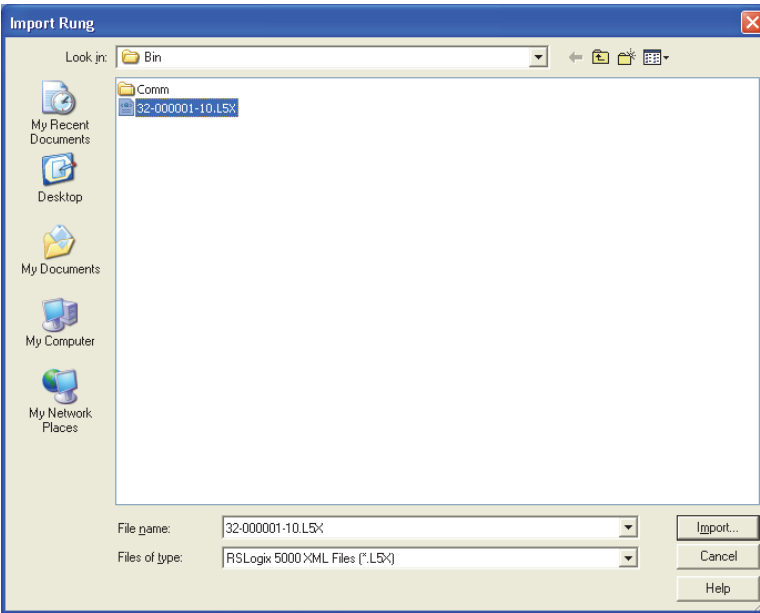 Import Rung
Look in: Bin
Comm
32-000001-10.L5X
My Recent
Documents
Desktop
My Documents
My Computer
My Network
Places
File name: 32-000001-10.L5X Import...
Files of type: RSLogix 5000 XML Files (*.L5X) Cancel
Help